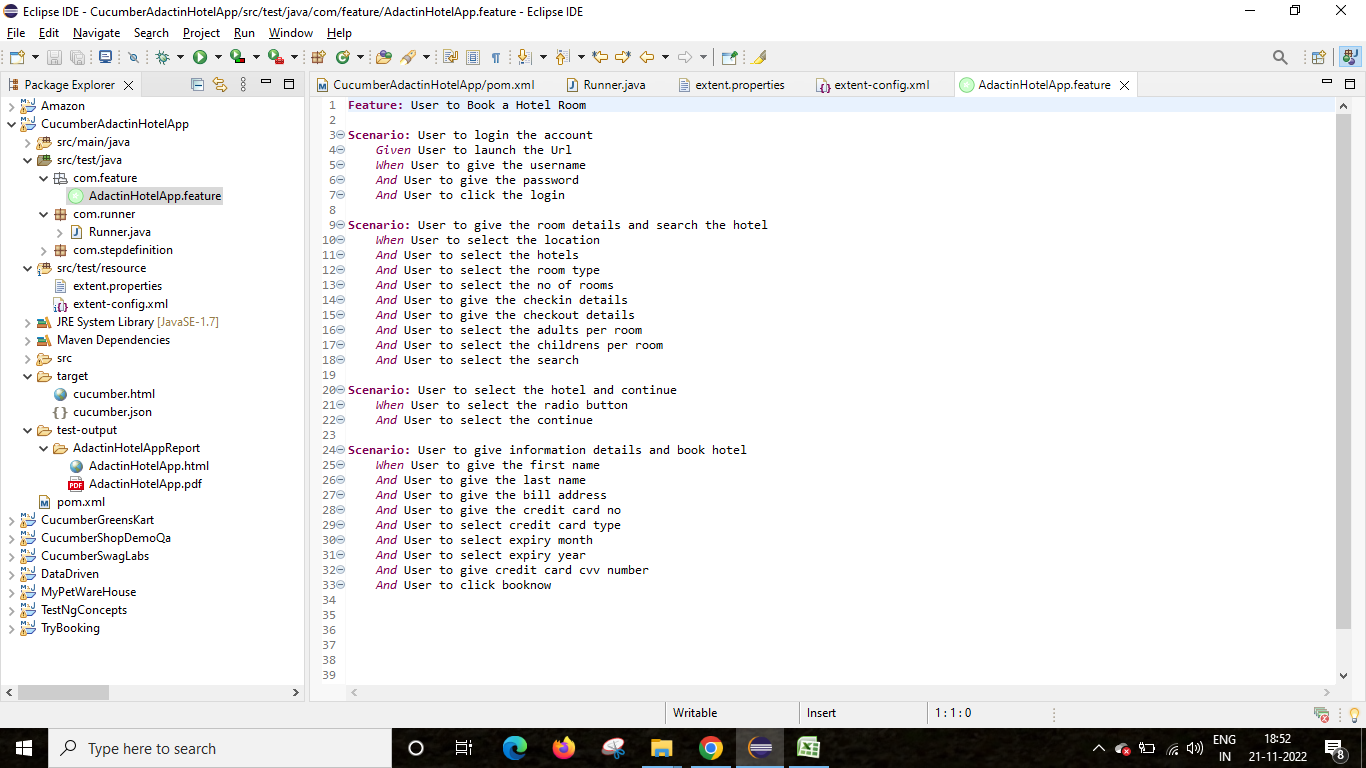 Eclipse IDE - CucumberAdactinHotelApp/src/test/java/com/feature/AdactinHotelApp.feature - Eclipse IDE
File Edit Navigate Search Project Run Window Help
Package Explorer
Amazon
CucumberAdactinHotelApp
src/main/java
src/test/java
com.feature
AdactinHotelApp.feature
com.runner
Runner.java
com.stepdefinition
src/test/resource
extent.properties
extent-config.xml
JRE System Library [JavaSE-1.7]
Maven Dependencies
src
target
cucumber.html
cucumber.json
test-output
AdactinHotelAppReport
AdactinHotelApp.html
AdactinHotelApp.pdf
pom.xml
CucumberGreensKart
CucumberShopDemoQa
CucumberSwagLabs
DataDriven
MyPetWareHouse
TestNgConcepts
TryBooking
CucumberAdactinHotelApp/pom.xml Runner.java extent.properties extent-config.xml AdactinHotelApp.feature
1 Feature: User to Book a Hotel Room
2
3 Scenario: User to login the account
4 Given User to launch the Url
5 When User to give the username
6 And User to give the password
7 And User to click the login
8
9 Scenario: User to give the room details and search the hotel
10 When User to select the location
11 And User to select the hotels
12 And User to select the room type
13 And User to select the no of rooms
14 And User to give the checkin details
15 And User to give the checkout details
16 And User to select the adults per room
17 And User to select the childrens per room
18 And User to select the search
19
20 Scenario: User to select the hotel and continue
21 When User to select the radio button
22 And User to select the continue
23
24 Scenario: User to give information details and book hotel
25 When User to give the first name
26 And User to give the last name
27 And User to give the bill address
28 And User to give the credit card no
29 And User to select credit card type
30 And User to select expiry month
31 And User to select expiry year
32 And User to give credit card cvv number
33 And User to click booknow
34
35
36
37
38
39
Writable Insert 1 : 1 : 0
Type here to search
ENG
IN
18:52
21-11-2022
8